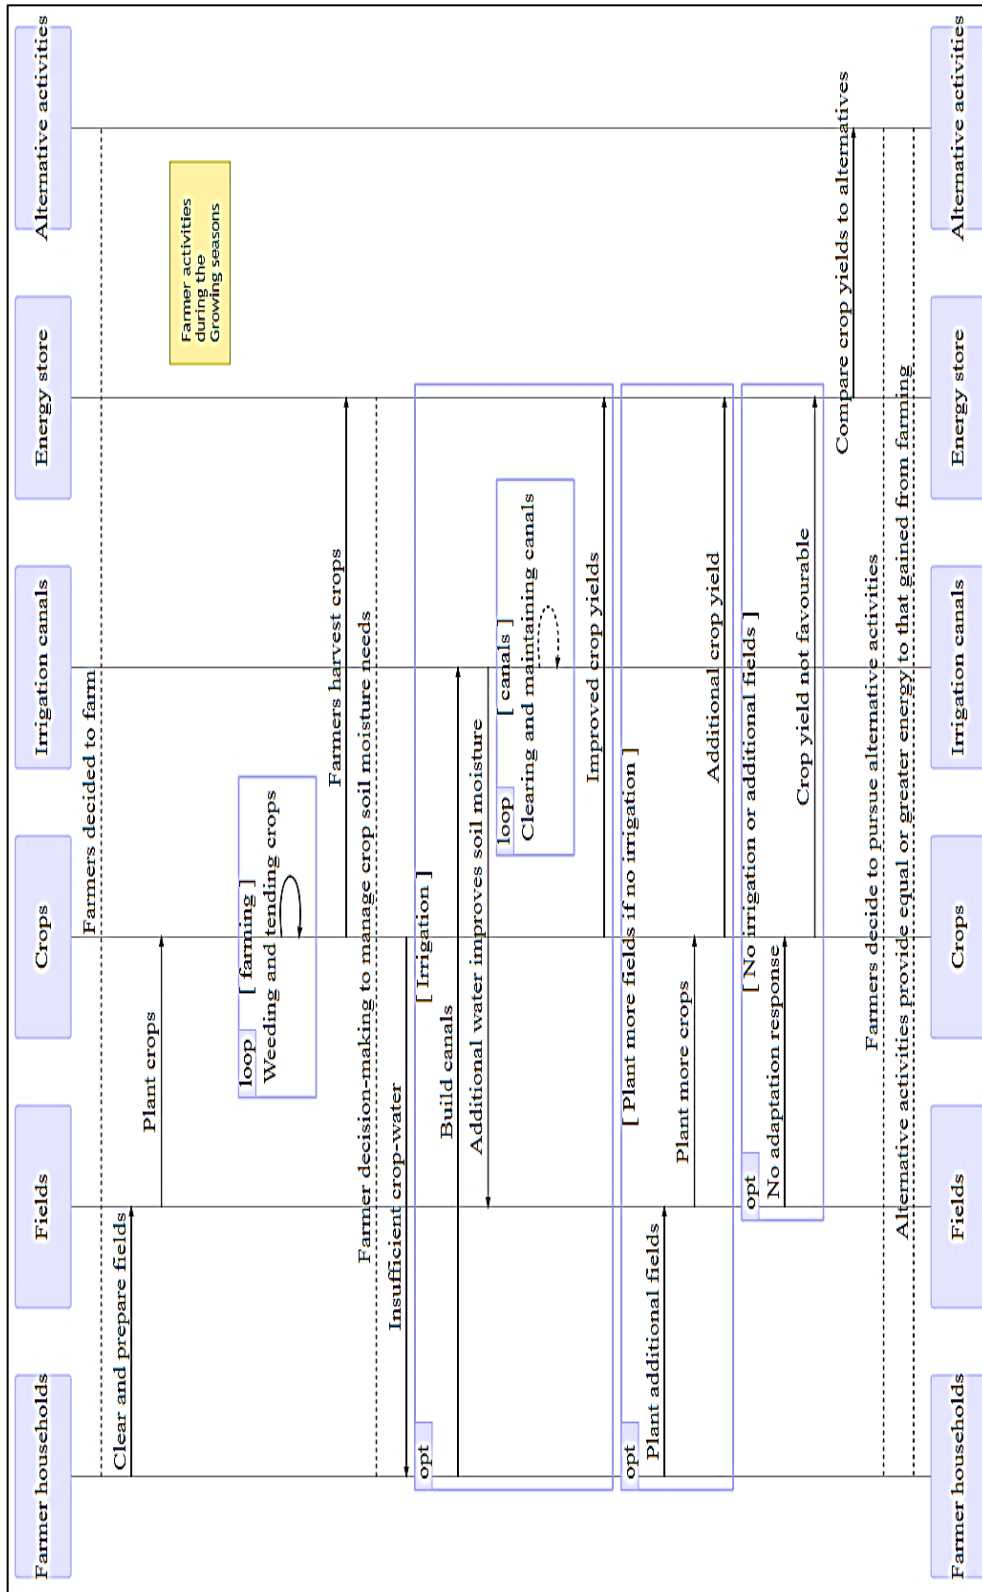 Farmer households
Fields
Crops
Irrigation canals
Energy store
Alternative activities
Farmers decided to farm
Clear and prepare fields
Plant crops
Farmer activities
during the
Growing seasons
loop [ farming ]
Weeding and tending crops
Farmers harvest crops
Farmer decision-making to manage crop soil moisture needs
Insufficient crop-water
opt [ Irrigation ]
Build canals
Additional water improves soil moisture
loop [ canals ]
Clearing and maintaining canals
Improved crop yields
opt [ Plant more fields if no irrigation ]
Plant additional fields
Plant more crops
Additional crop yield
opt [ No irrigation or additional fields ]
No adaptation response
Crop yield not favourable
Compare crop yields to alternatives
Farmers decide to pursue alternative activities
Alternative activities provide equal or greater energy to that gained from farming
Farmer households
Fields
Crops
Irrigation canals
Energy store
Alternative activities